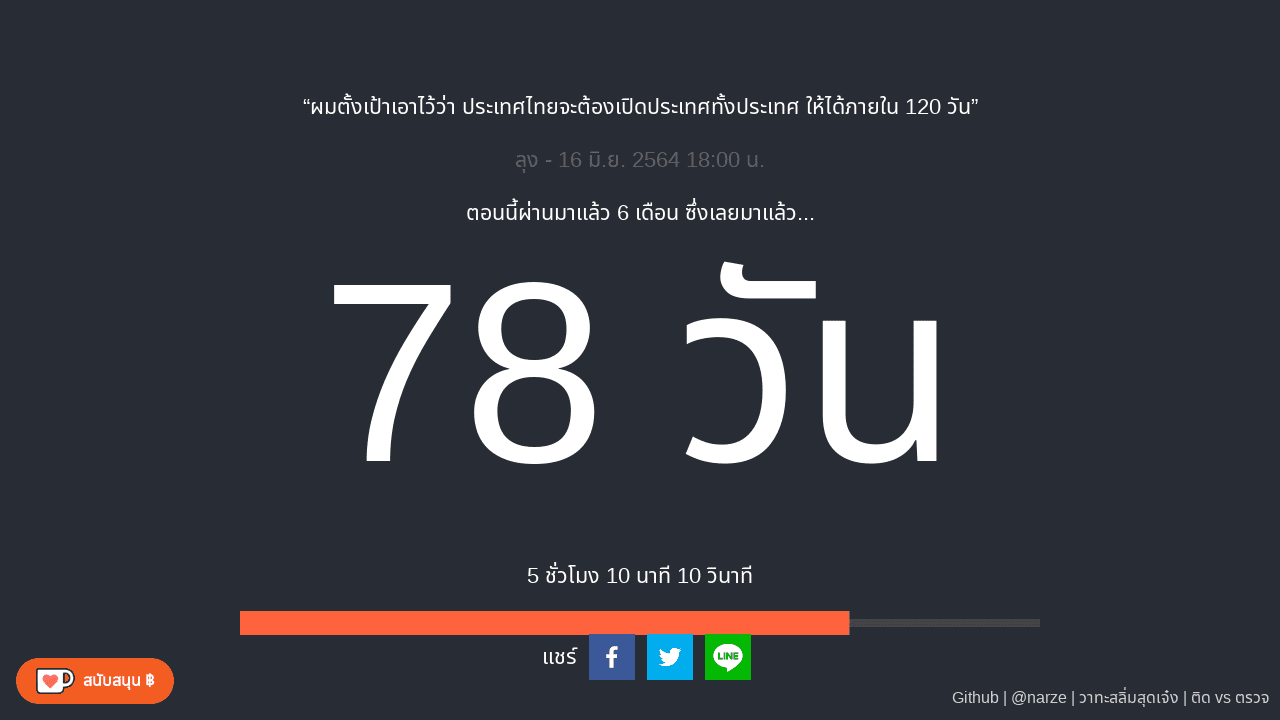 “ผมตั้งเป้าเอาไว้ว่า ประเทศไทยจะต้องเปิดประเทศทั้งประเทศ ให้ได้ภายใน 120 วัน”
ลุง - 16 มิ.ย. 2564 18:00 น.
ตอนนี้ผ่านมาแล้ว 6 เดือน ซึ่งเลยมาแล้ว...
78 วัน
5 ชั่วโมง 10 นาที 10 วินาที
แชร์
LINE
สนับสนุน ฿
Github | @narze | วาทะสลิ่มสุดเจ๋ง | ติด vs ตรวจ